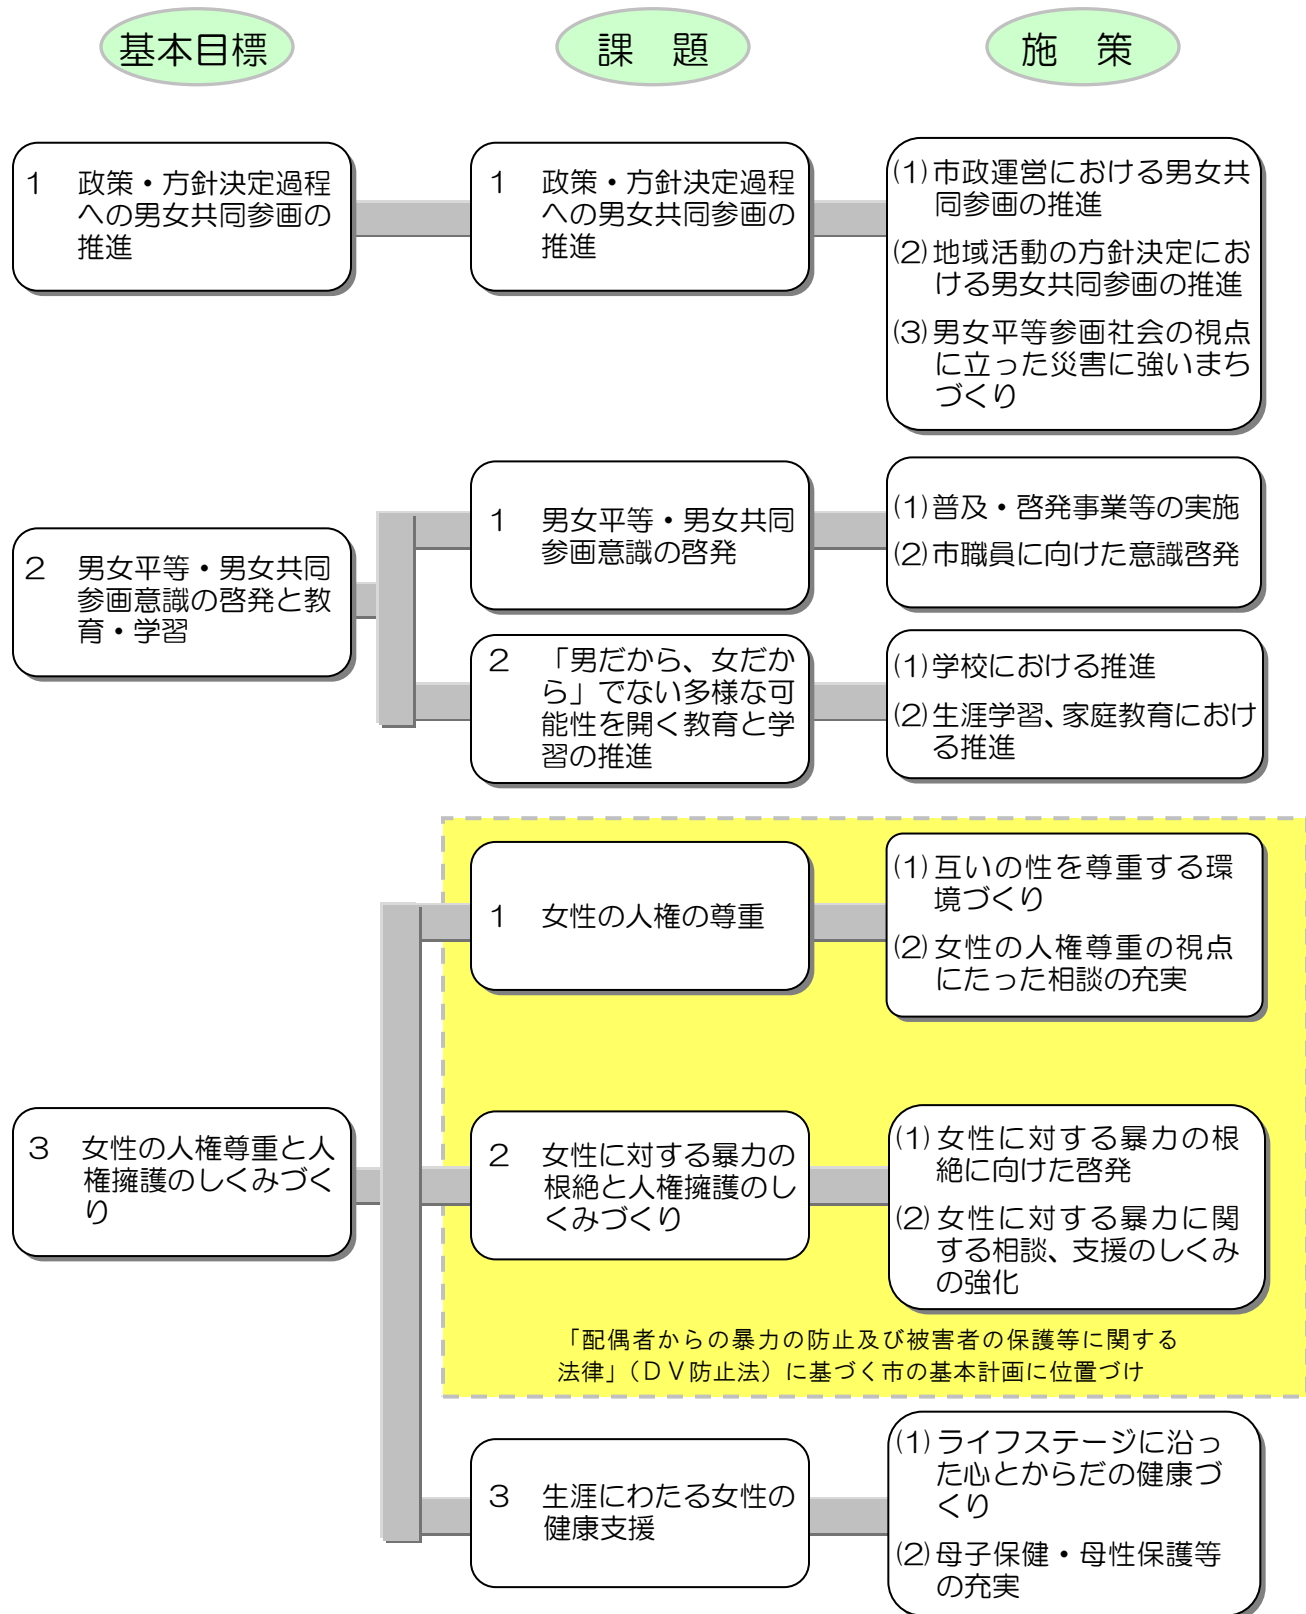 基本目標
課　題
施　策
1　政策・方針決定過程
への男女共同参画の
推進
1　政策・方針決定過程
への男女共同参画の
推進
(1)市政運営における男女共
同参画の推進
(2)地域活動の方針決定にお
ける男女共同参画の推進
(3)男女平等参画社会の視点
に立った災害に強いまち
づくり
2　男女平等・男女共同
参画意識の啓発と教
育・学習
1　男女平等・男女共同
参画意識の啓発
(1)普及・啓発事業等の実施
(2)市職員に向けた意識啓発
2　「男だから、女だか
ら」でない多様な可
能性を開く教育と学
習の推進
(1)学校における推進
(2)生涯学習、家庭教育におけ
る推進
3　女性の人権尊重と人
権擁護のしくみづく
り
1　女性の人権の尊重
(1)互いの性を尊重する環
境づくり
(2)女性の人権尊重の視点
にたった相談の充実
2　女性に対する暴力の
根絶と人権擁護のし
くみづくり
(1)女性に対する暴力の根
絶に向けた啓発
(2)女性に対する暴力に関
する相談、支援のしくみ
の強化
「配偶者からの暴力の防止及び被害者の保護等に関する
法律」（ＤＶ防止法）に基づく市の基本計画に位置づけ
3　生涯にわたる女性の
健康支援
(1)ライフステージに沿っ
た心とからだの健康づ
くり
(2)母子保健・母性保護等
の充実